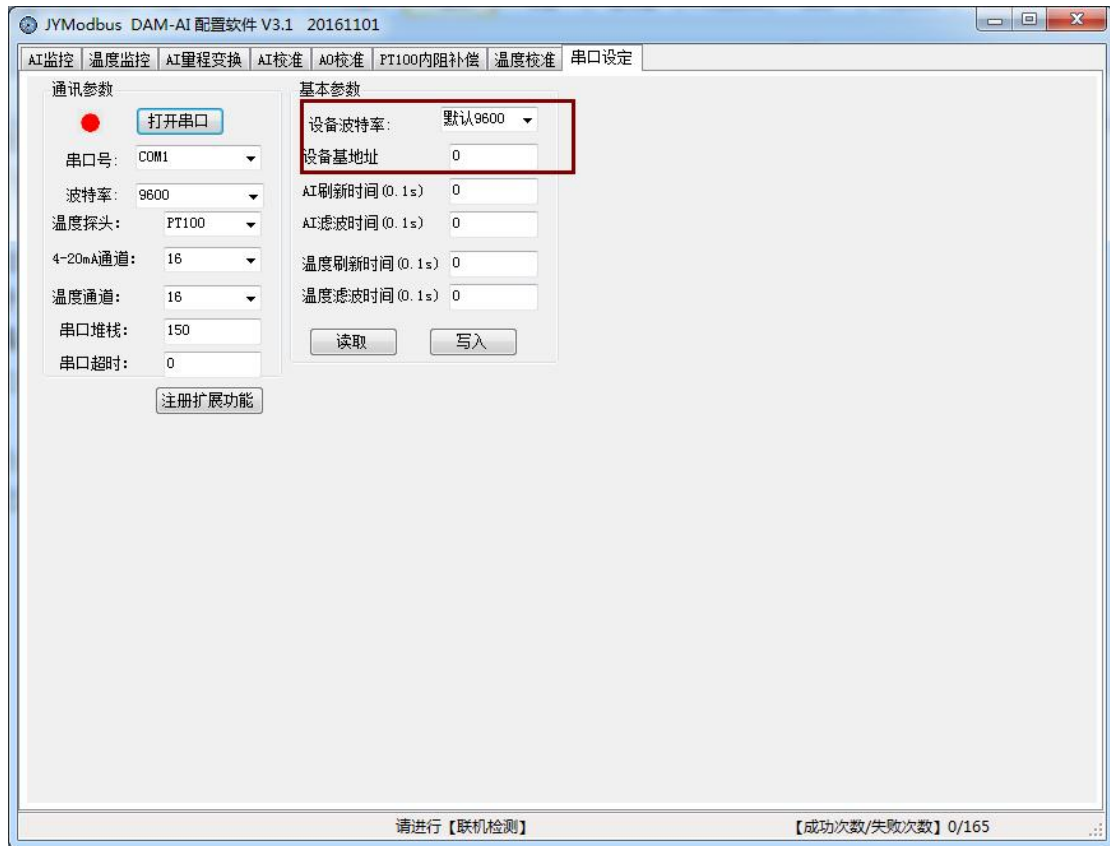 JYModbus DAM-AI 配置软件 V3.1 20161101
AI监控 温度监控 AI量程变换 AI校准 AO校准 PT100内阻补偿 温度校准 串口设定
通讯参数
打开串口
串口号: COM1
波特率: 9600
温度探头: PT100
4-20mA通道: 16
温度通道: 16
串口堆栈: 150
串口超时: 0
注册扩展功能
基本参数
设备波特率: 默认9600
设备基地址 0
AI刷新时间(0.1s) 0
AI滤波时间(0.1s) 0
温度刷新时间(0.1s) 0
温度滤波时间(0.1s) 0
读取 写入
请进行【联机检测】 【成功次数/失败次数】0/165